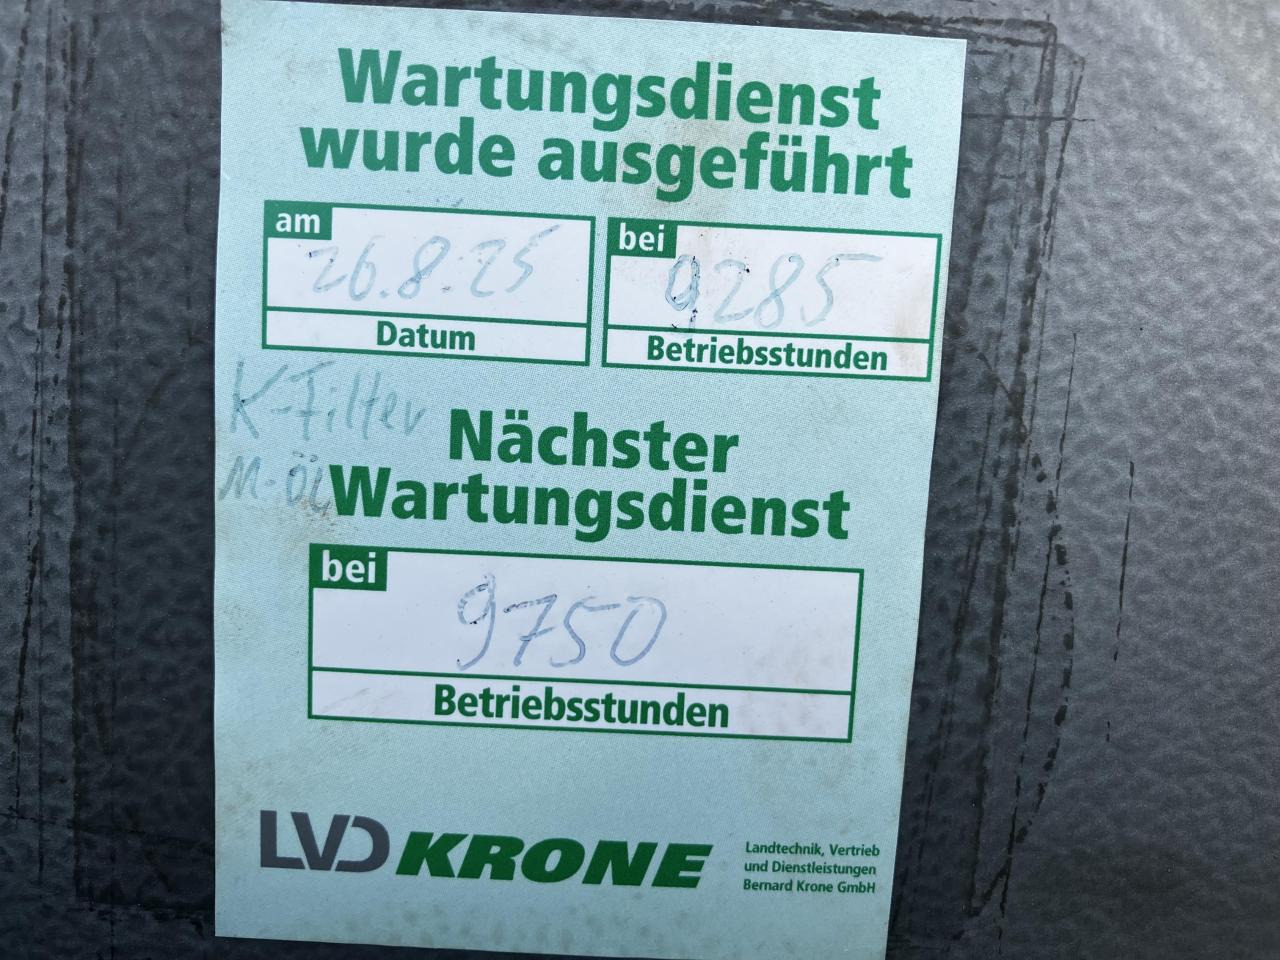 Wartungsdienst
wurde ausgeführt
am
26.8.25
Datum
bei
9285
Betriebsstunden
K-Filter
M-ÖL
Nächster
Wartungsdienst
bei
9750
Betriebsstunden
LVD KRONE
Landtechnik, Vertrieb
und Dienstleistungen
Bernard Krone GmbH